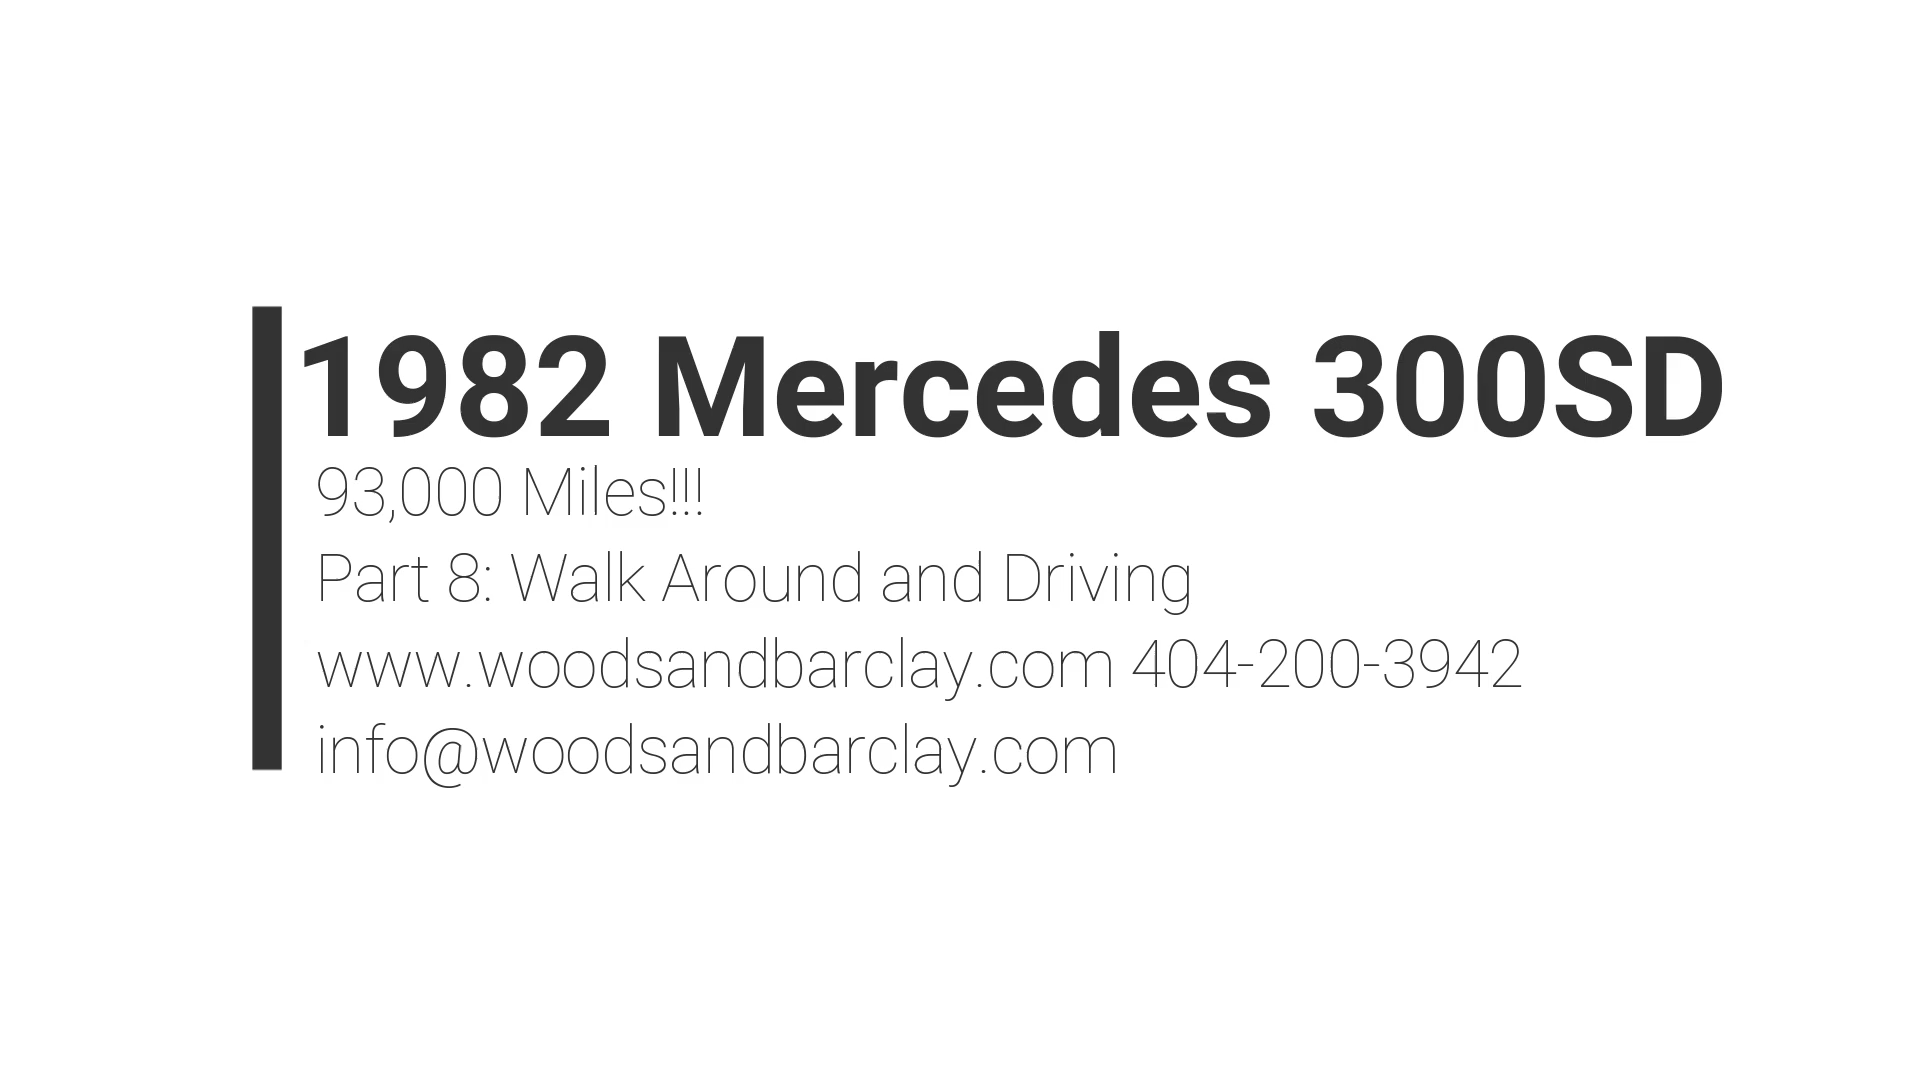 1982 Mercedes 300SD
93,000 Miles!!!
Part 8: Walk Around and Driving
www.woodsandbarclay.com 404-200-3942
info@woodsandbarclay.com